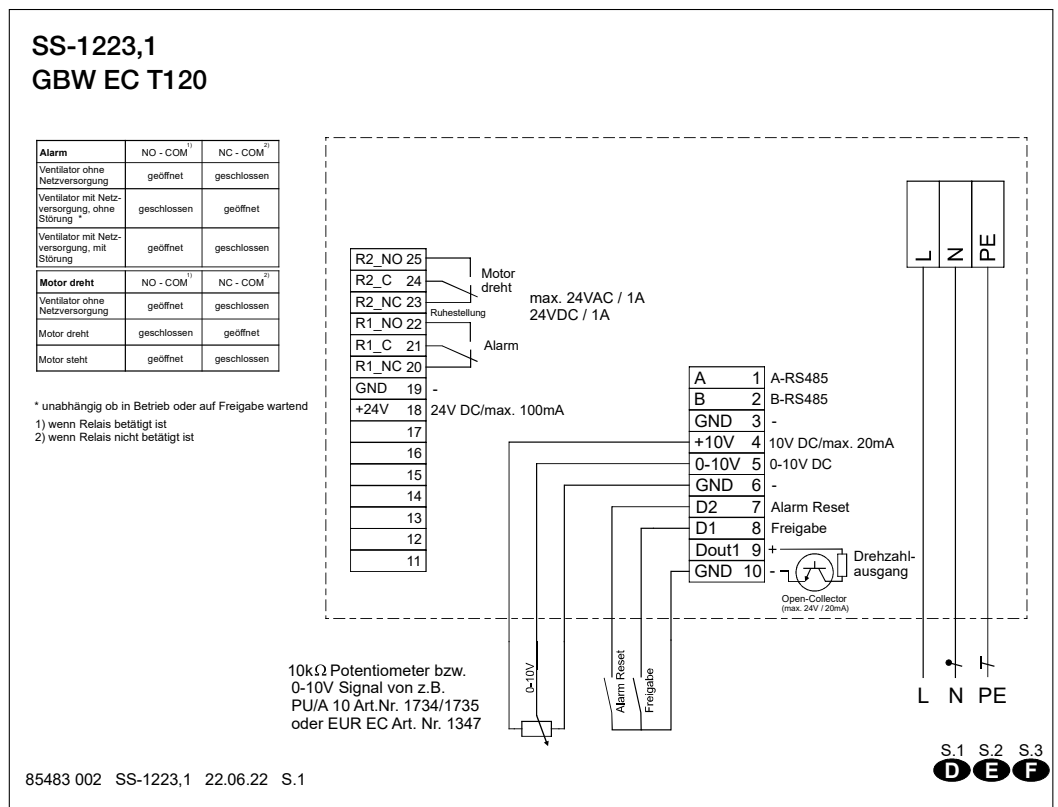 SS-1223,1
GBW EC T120
Alarm NO - COM 1) NC - COM 2)
Ventilator ohne
Netzversorgung geöffnet geschlossen
Ventilator mit Netz-
versorgung, ohne
Störung * geschlossen geöffnet
Ventilator mit Netz-
versorgung, mit
Störung geöffnet geschlossen
Motor dreht NO - COM 1) NC - COM 2)
Ventilator ohne
Netzversorgung geöffnet geschlossen
Motor dreht geschlossen geöffnet
Motor steht geöffnet geschlossen
* unabhängig ob in Betrieb oder auf Freigabe wartend
1) wenn Relais betätigt ist
2) wenn Relais nicht betätigt ist
R2_NO 25
R2_C 24
R2_NC 23
R1_NO 22
R1_C 21
R1_NC 20
GND 19 -
+24V 18 24V DC/max. 100mA
17
16
15
14
13
12
11
Motor
dreht
Ruhestellung
Alarm
max. 24VAC / 1A
24VDC / 1A
A 1 A-RS485
B 2 B-RS485
GND 3 -
+10V 4 10V DC/max. 20mA
0-10V 5 0-10V DC
GND 6 -
D2 7 Alarm Reset
D1 8 Freigabe
Dout1 9 +
GND 10 -
Drehzahl-
ausgang
Open-Collector
(max. 24V / 20mA)
L
N
PE
0-10V
Alarm Reset
Freigabe
L N PE
10kΩ Potentiometer bzw.
0-10V Signal von z.B.
PU/A 10 Art.Nr. 1734/1735
oder EUR EC Art. Nr. 1347
S.1 S.2 S.3
D E F
85483 002 SS-1223,1 22.06.22 S.1